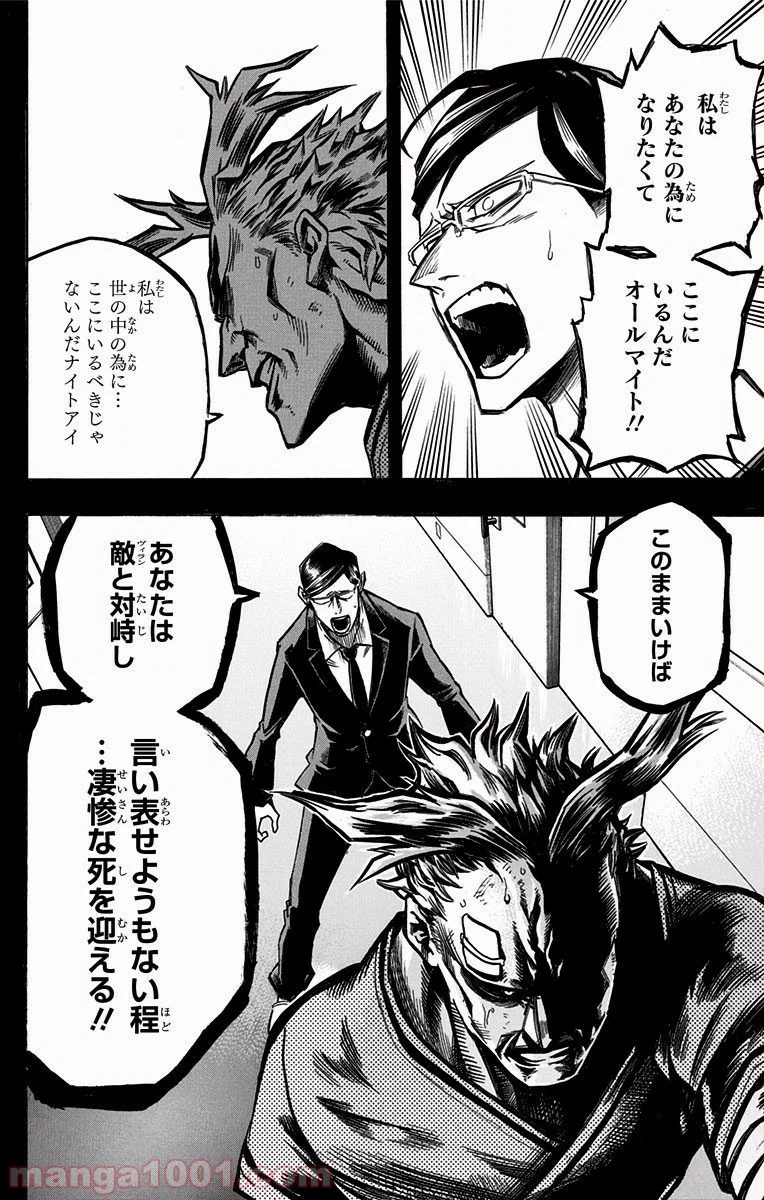 私は
あなたの為に
なりたくて
ここに
いるんだ
オールマイト!!
私は
世の中の為に…
ここにいるべきじゃ
ないんだナイトアイ
このままいけば
あなたは
敵と対峙し
言い表せようもない程
…凄惨な死を迎える!!
manga1001.com